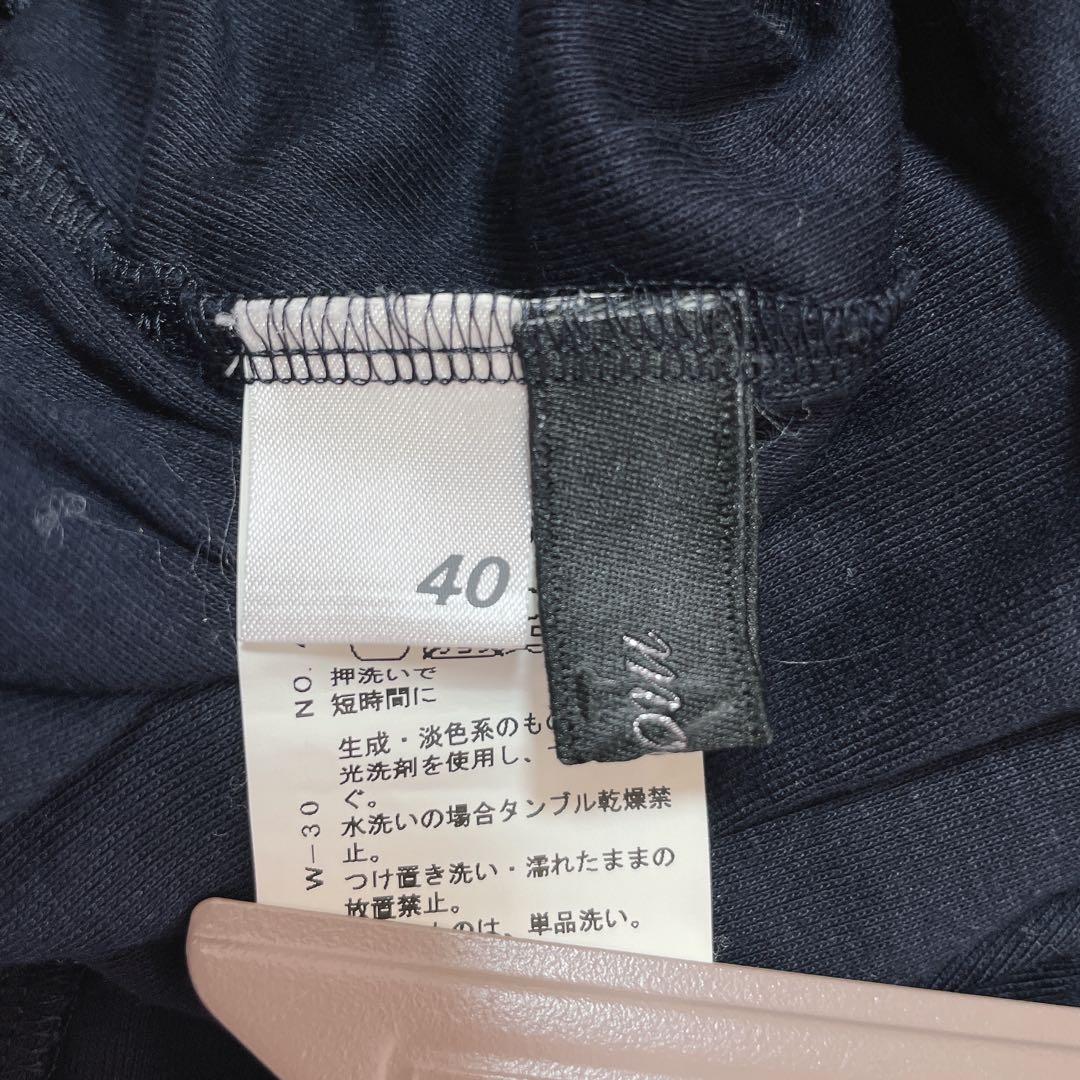 40
NO.
押洗いで
短時間に
生成・淡色系のもの
光洗剤を使用し、
ぐ。
W-30
水洗いの場合タンブル乾燥禁
止。
つけ置き洗い・濡れたままの
放置禁止。
のは、単品洗い。